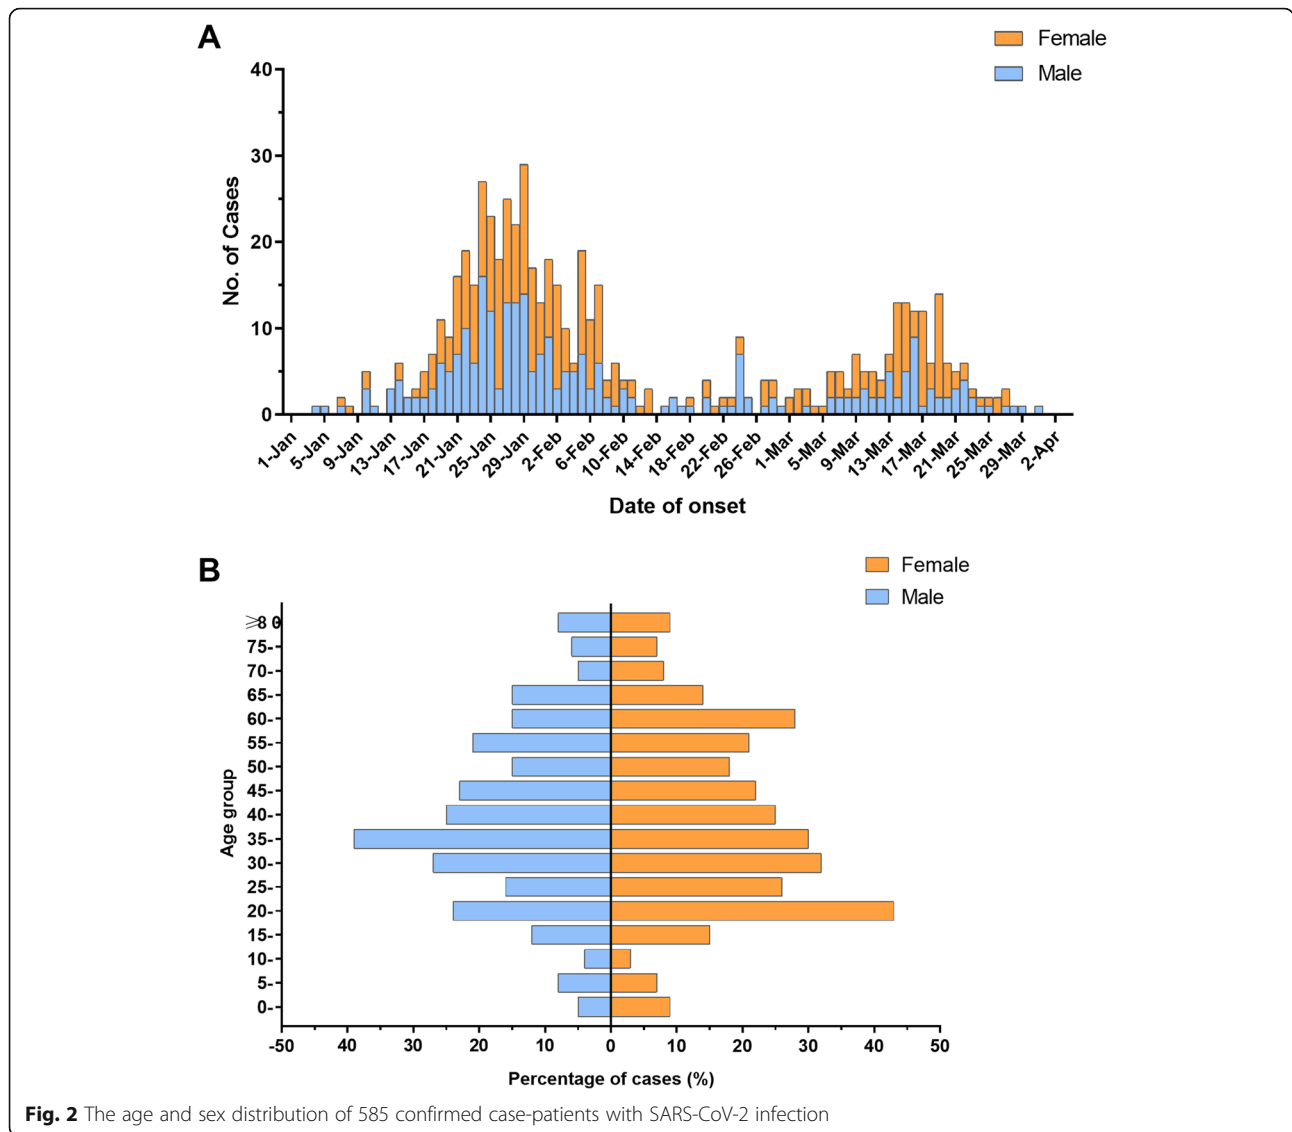 A
Female
Male
40
30
20
10
0
No. of Cases
1-Jan 5-Jan 9-Jan 13-Jan 17-Jan 21-Jan 25-Jan 29-Jan 2-Feb 6-Feb 10-Feb 14-Feb 18-Feb 22-Feb 26-Feb 1-Mar 5-Mar 9-Mar 13-Mar 17-Mar 21-Mar 25-Mar 29-Mar 2-Apr
Date of onset
B
Female
Male
≥80
75-
70-
65-
60-
55-
50-
45-
40-
35-
30-
25-
20-
15-
10-
5-
0-
Age group
-50 40 30 20 10 0 10 20 30 40 50
Percentage of cases (%)
Fig. 2 The age and sex distribution of 585 confirmed case-patients with SARS-CoV-2 infection